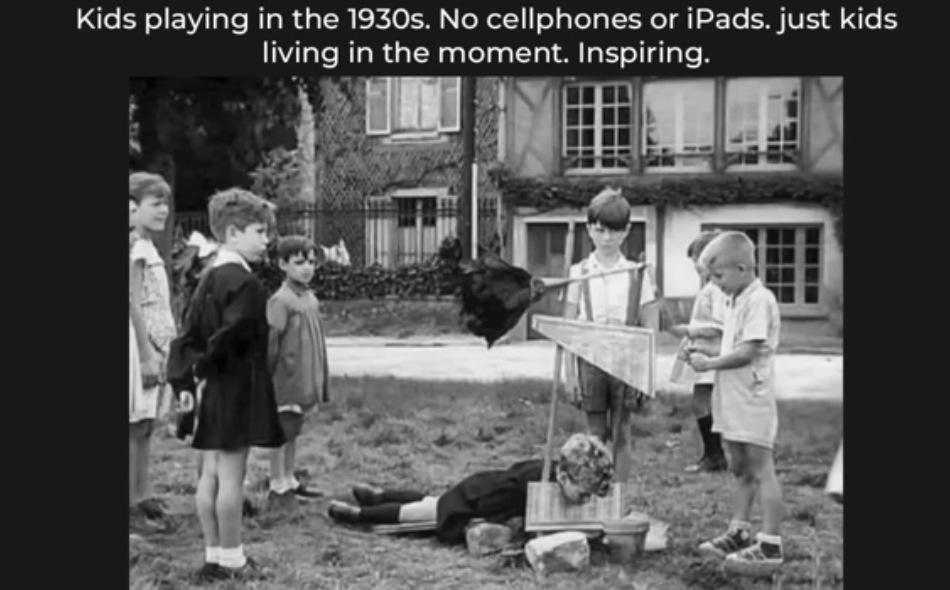 Kids playing in the 1930s. No cellphones or iPads. just kids
living in the moment. Inspiring.